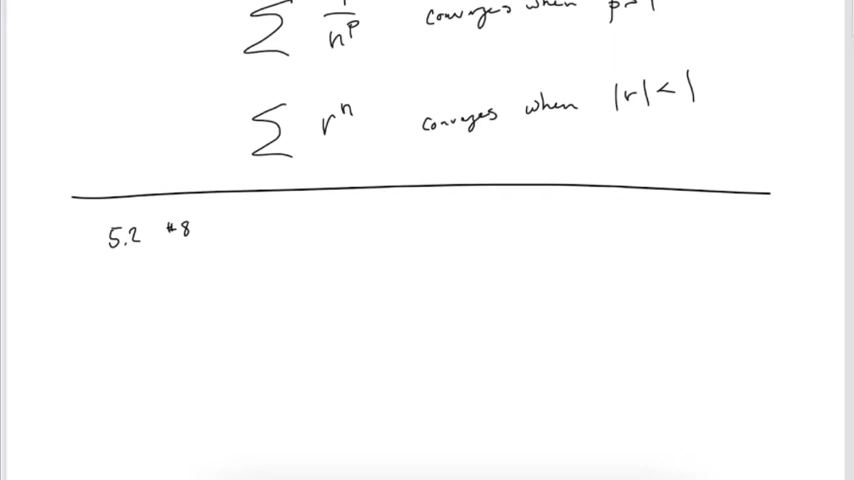 ∑ 1/n^p converges when p > 1
∑ r^n converges when |r| < 1
5.2 #8